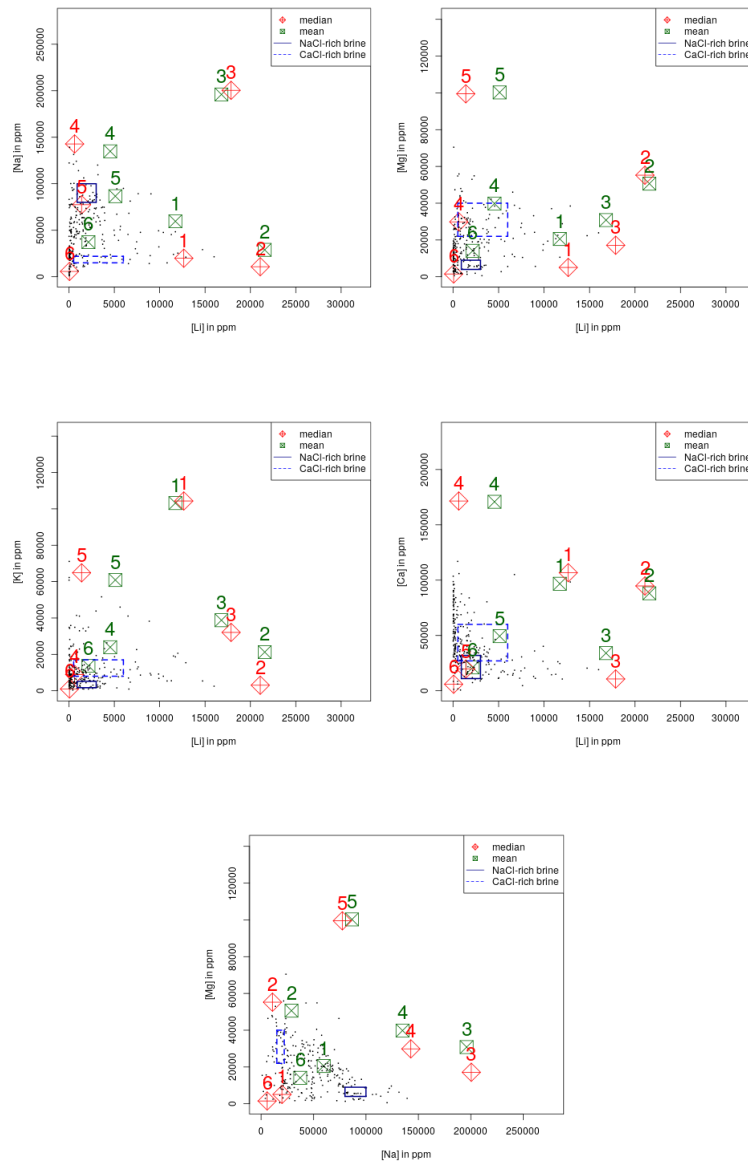 median
mean
NaCl-rich brine
CaCl-rich brine
250000
200000
150000
100000
50000
0
[Na] in ppm
3 3
4 4
5 5
1
6
2
1 2
6
0 5000 10000 15000 20000 25000 30000
[Li] in ppm
median
mean
NaCl-rich brine
CaCl-rich brine
120000
100000
80000
60000
40000
20000
0
[Mg] in ppm
5 5
2
2
4
4 3
1 3
6
6 1
0 5000 10000 15000 20000 25000 30000
[Li] in ppm
median
mean
NaCl-rich brine
CaCl-rich brine
120000
80000
60000
40000
20000
0
[K] in ppm
1 1
5 5
3
3
4 2
4 6
6 2
0 5000 10000 15000 20000 25000 30000
[Li] in ppm
median
mean
NaCl-rich brine
CaCl-rich brine
200000
150000
100000
50000
0
[Ca] in ppm
4 4
1 1 2
2
5
3
5 6
6 3
0 5000 10000 15000 20000 25000 30000
[Li] in ppm
median
mean
NaCl-rich brine
CaCl-rich brine
120000
80000
60000
40000
20000
0
[Mg] in ppm
5 5
2 2
4
4 3
1 3
6
6 1
0 50000 100000 150000 200000 250000
[Na] in ppm